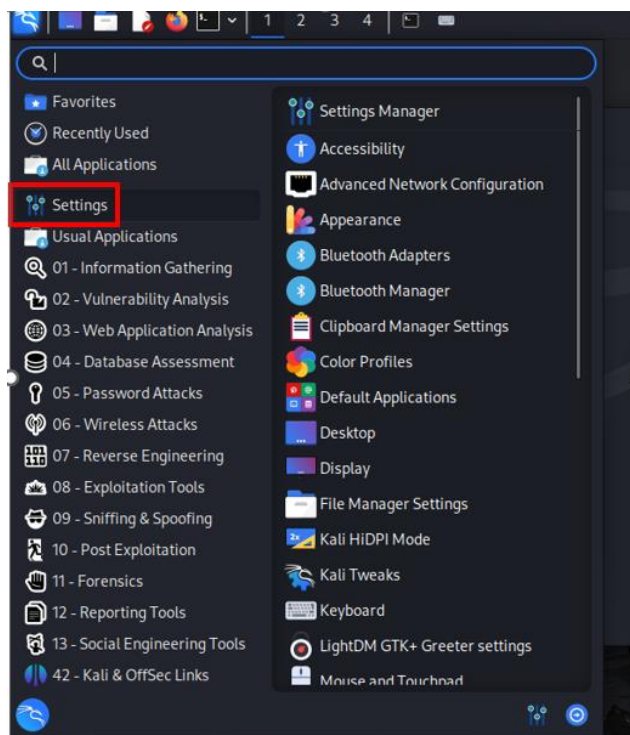 1 2 3 4
Favorites
Recently Used
All Applications
Settings
Usual Applications
01 - Information Gathering
02 - Vulnerability Analysis
03 - Web Application Analysis
04 - Database Assessment
05 - Password Attacks
06 - Wireless Attacks
07 - Reverse Engineering
08 - Exploitation Tools
09 - Sniffing & Spoofing
10 - Post Exploitation
11 - Forensics
12 - Reporting Tools
13 - Social Engineering Tools
42 - Kali & OffSec Links
Settings Manager
Accessibility
Advanced Network Configuration
Appearance
Bluetooth Adapters
Bluetooth Manager
Clipboard Manager Settings
Color Profiles
Default Applications
Desktop
Display
File Manager Settings
Kali HiDPI Mode
Kali Tweaks
Keyboard
LightDM GTK+ Greeter settings
Mouse and Touchpad